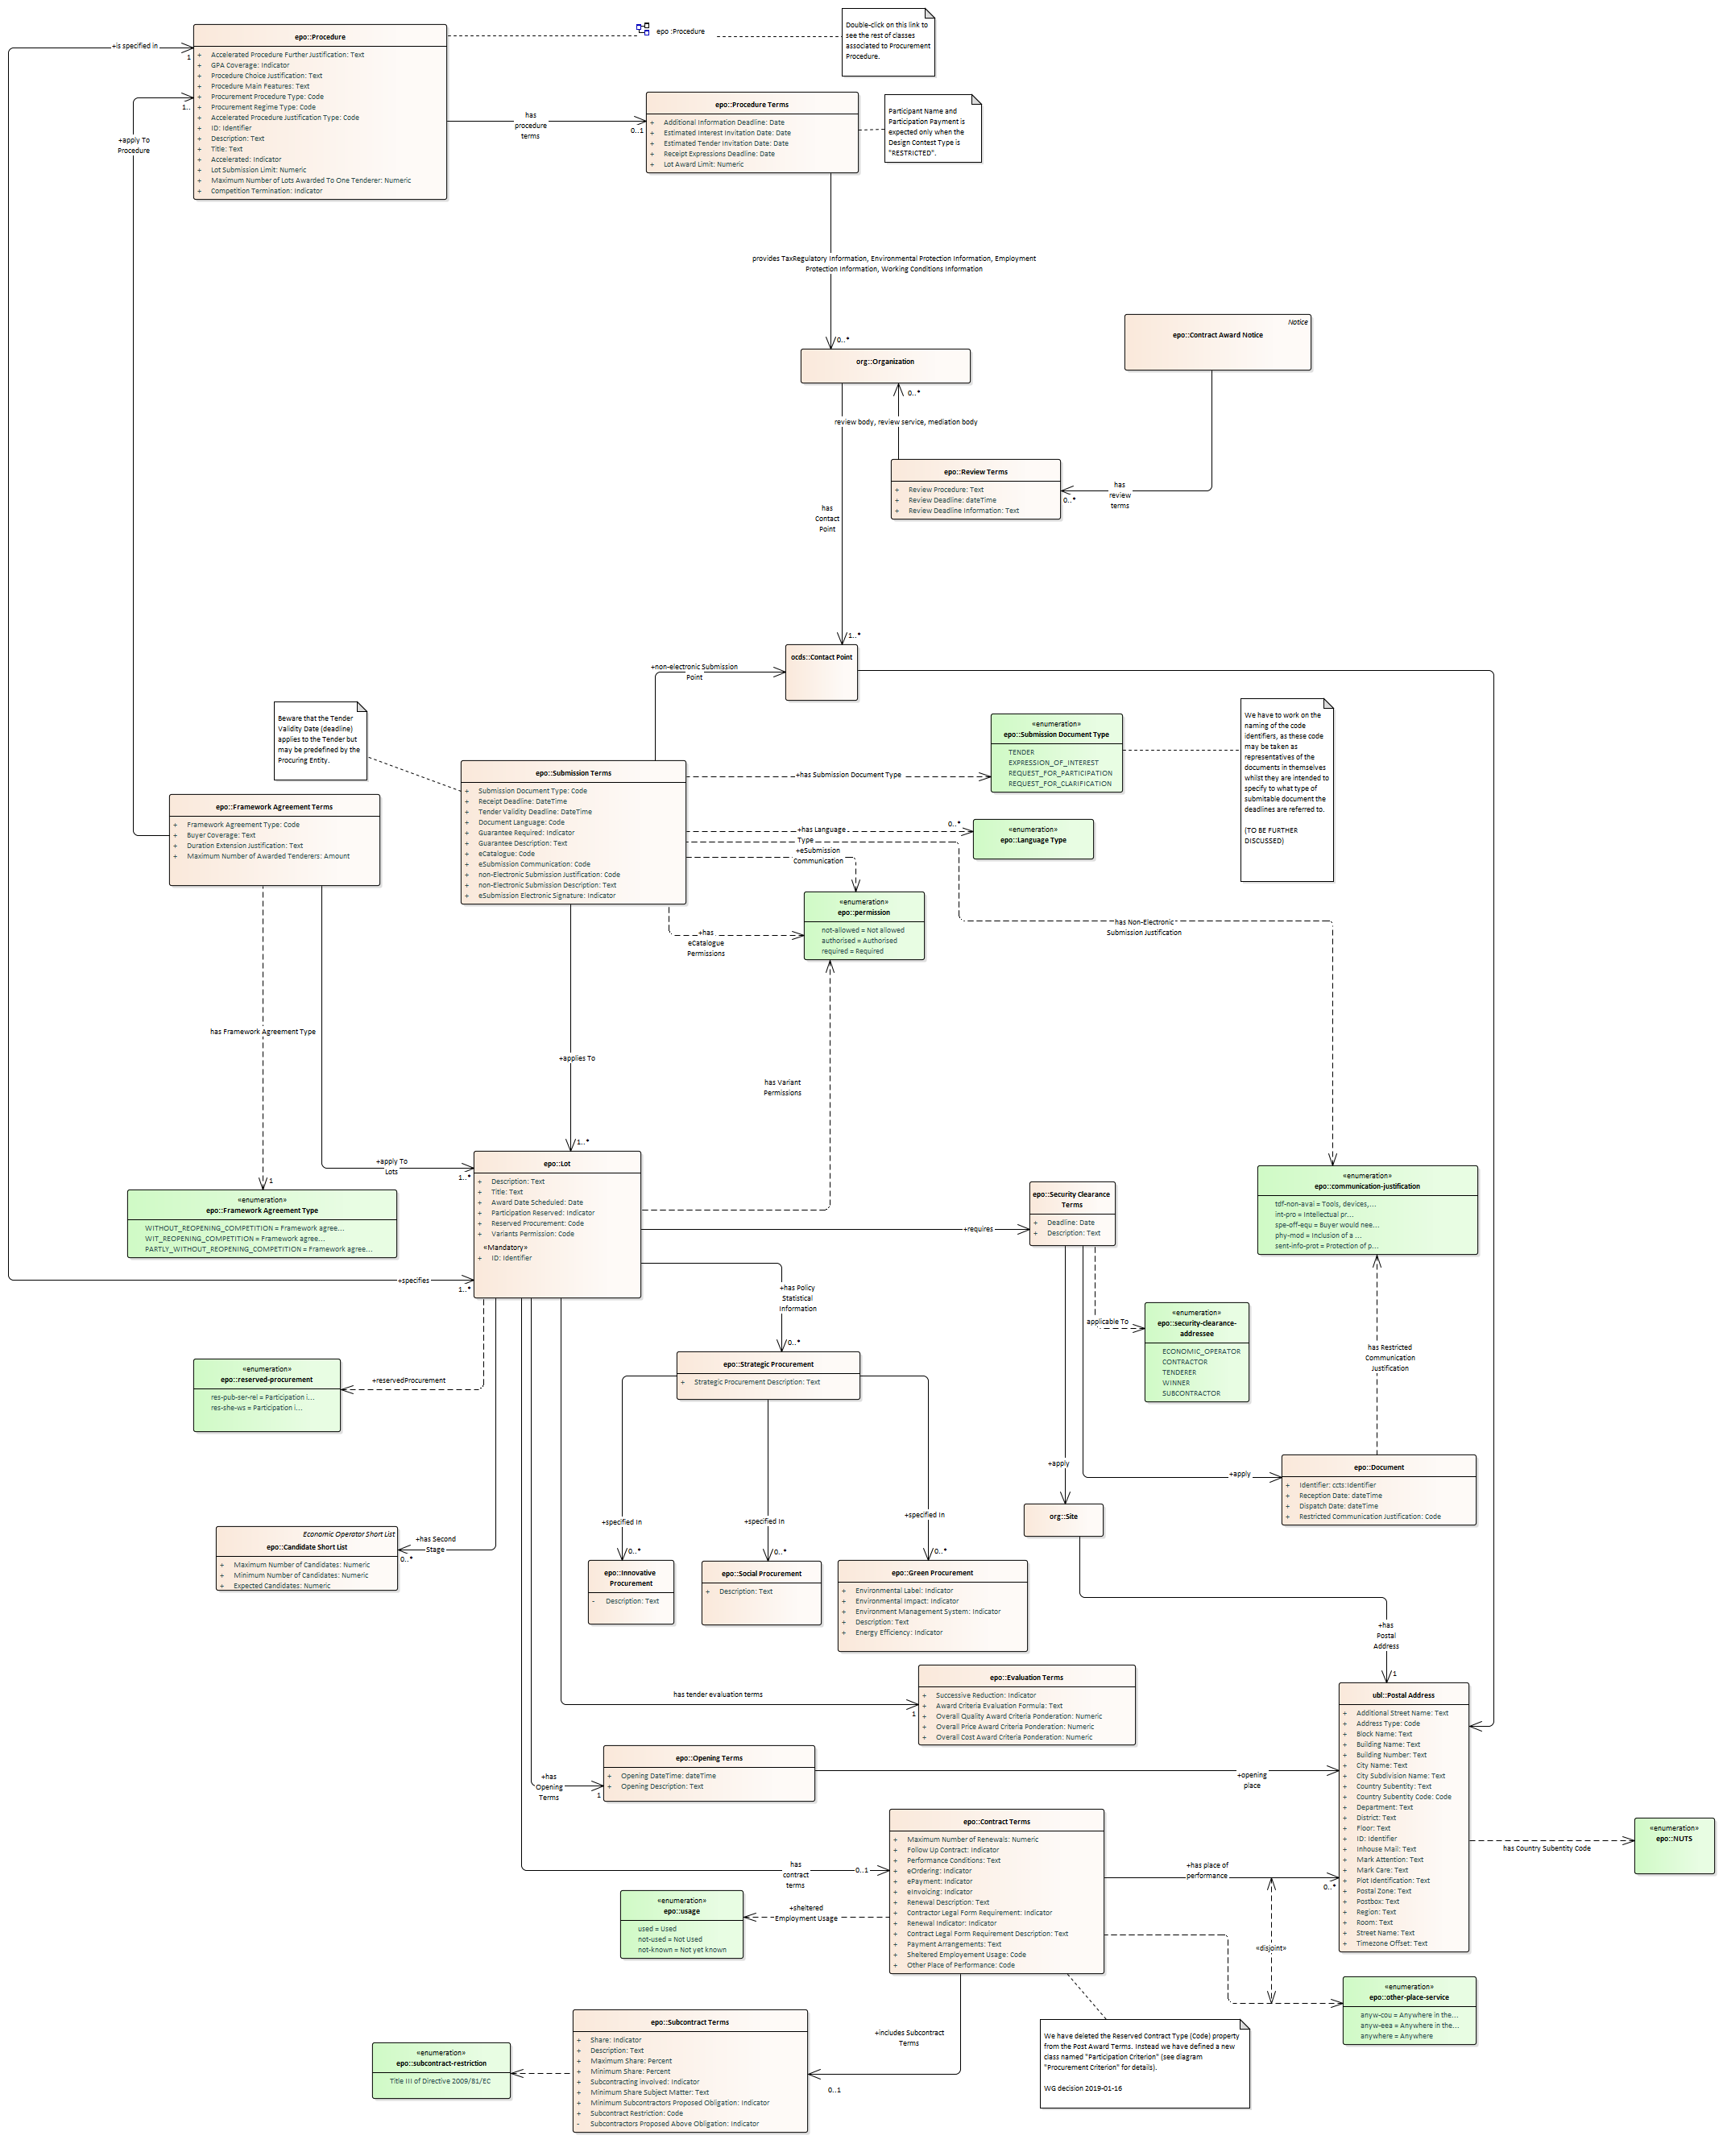 epo::Procedure
+ Accelerated Procedure Further Justification: Text
+ GPA Coverage: Indicator
+ Procedure Choice Justification: Text
+ Procedure Main Features: Text
+ Procurement Procedure Type: Code
+ Procurement Regime Type: Code
+ Accelerated Procedure Justification Type: Code
+ ID: Identifier
+ Description: Text
+ Title: Text
+ Accelerated: Indicator
+ Lot Submission Limit: Numeric
+ Maximum Number of Lots Awarded To One Tenderer: Numeric
+ Competition Termination: Indicator
+is specified in
1
1..
+apply To
Procedure
epo :Procedure
Double-click on this link to
see the rest of classes
associated to Procurement
Procedure.
has
procedure
terms
0..1
epo::Procedure Terms
+ Additional Information Deadline: Date
+ Estimated Interest Invitation Date: Date
+ Estimated Tender Invitation Date: Date
+ Receipt Expressions Deadline: Date
+ Lot Award Limit: Numeric
Participant Name and
Participation Payment is
expected only when the
Design Contest Type is
"RESTRICTED".
provides TaxRegulatory Information, Environmental Protection Information, Employment
Protection Information, Working Conditions Information
0..*
org::Organization
0..*
Notice
epo::Contract Award Notice
review body, review service, mediation body
epo::Review Terms
+ Review Procedure: Text
+ Review Deadline: dateTime
+ Review Deadline Information: Text
0..*
has
review
terms
has
Contact
Point
1..*
ocds::Contact Point
+non-electronic Submission
Point
Beware that the Tender
Validity Date (deadline)
applies to the Tender but
may be predefined by the
Procuring Entity.
epo::Submission Terms
+ Submission Document Type: Code
+ Receipt Deadline: DateTime
+ Tender Validity Deadline: DateTime
+ Document Language: Code
+ Guarantee Required: Indicator
+ Guarantee Description: Text
+ eCatalogue: Code
+ eSubmission Communication: Code
+ non-Electronic Submission Justification: Code
+ non-Electronic Submission Description: Text
+ eSubmission Electronic Signature: Indicator
+has Submission Document Type
«enumeration»
epo::Submission Document Type
TENDER
EXPRESSION_OF_INTEREST
REQUEST_FOR_PARTICIPATION
REQUEST_FOR_CLARIFICATION
We have to work on the
naming of the code
identifiers, as these code
may be taken as
representatives of the
documents in themselves
whilst they are intended to
specify to what type of
submitable document the
deadlines are referred to.
(TO BE FURTHER
DISCUSSED)
epo::Framework Agreement Terms
+ Framework Agreement Type: Code
+ Buyer Coverage: Text
+ Duration Extension Justification: Text
+ Maximum Number of Awarded Tenderers: Amount
+has Language
Type
0..*
«enumeration»
epo::Language Type
+eSubmission
Communication
«enumeration»
epo::permission
not-allowed = Not allowed
authorised = Authorised
required = Required
+has
eCatalogue
Permissions
has Non-Electronic
Submission Justification
has Framework Agreement Type
+applies To
has Variant
Permissions
1..*
+apply To
Lots
1..*
1
«enumeration»
epo::Framework Agreement Type
WITHOUT_REOPENING_COMPETITION = Framework agree...
WIT_REOPENING_COMPETITION = Framework agree...
PARTLY_WITHOUT_REOPENING_COMPETITION = Framework agree...
epo::Lot
+ Description: Text
+ Title: Text
+ Award Date Scheduled: Date
+ Participation Reserved: Indicator
+ Reserved Procurement: Code
+ Variants Permission: Code
«Mandatory»
+ ID: Identifier
+specifies
1..*
+requires
epo::Security Clearance
Terms
+ Deadline: Date
+ Description: Text
«enumeration»
epo::communication-justification
tdf-non-avai = Tools, devices,...
int-pro = Intellectual pr...
spe-off-equ = Buyer would nee...
phy-mod = Inclusion of a ...
sent-info-prot = Protection of p...
+has Policy
Statistical
Information
0..*
applicable To
«enumeration»
epo::security-clearance-
addressee
ECONOMIC_OPERATOR
CONTRACTOR
TENDERER
WINNER
SUBCONTRACTOR
has Restricted
Communication
Justification
«enumeration»
epo::reserved-procurement
res-pub-ser-rel = Participation i...
res-she-ws = Participation i...
+reservedProcurement
epo::Strategic Procurement
+ Strategic Procurement Description: Text
+apply
+apply
epo::Document
+ Identifier: ccts:Identifier
+ Reception Date: dateTime
+ Dispatch Date: dateTime
+ Restricted Communication Justification: Code
org::Site
Economic Operator Short List
epo::Candidate Short List
+ Maximum Number of Candidates: Numeric
+ Minimum Number of Candidates: Numeric
+ Expected Candidates: Numeric
+has Second
Stage
0..*
+specified In
+specified In
+specified In
0..*
0..*
0..*
epo::Innovative
Procurement
- Description: Text
epo::Social Procurement
+ Description: Text
epo::Green Procurement
+ Environmental Label: Indicator
+ Environmental Impact: Indicator
+ Environment Management System: Indicator
+ Description: Text
+ Energy Efficiency: Indicator
+has
Postal
Address
1
has tender evaluation terms
1
epo::Evaluation Terms
+ Successive Reduction: Indicator
+ Award Criteria Evaluation Formula: Text
+ Overall Quality Award Criteria Ponderation: Numeric
+ Overall Price Award Criteria Ponderation: Numeric
+ Overall Cost Award Criteria Ponderation: Numeric
ubl::Postal Address
+ Additional Street Name: Text
+ Address Type: Code
+ Block Name: Text
+ Building Name: Text
+ Building Number: Text
+ City Name: Text
+ City Subdivision Name: Text
+ Country Subentity: Text
+ Country Subentity Code: Code
+ Department: Text
+ District: Text
+ Floor: Text
+ ID: Identifier
+ Inhouse Mail: Text
+ Mark Attention: Text
+ Mark Care: Text
+ Plot Identification: Text
+ Postal Zone: Text
+ Postbox: Text
+ Region: Text
+ Room: Text
+ Street Name: Text
+ Timezone Offset: Text
+has
Opening
Terms
1
epo::Opening Terms
+ Opening DateTime: dateTime
+ Opening Description: Text
+opening
place
has Country Subentity Code
«enumeration»
epo::NUTS
has
contract
terms
0..1
epo::Contract Terms
+ Maximum Number of Renewals: Numeric
+ Follow Up Contract: Indicator
+ Performance Conditions: Text
+ eOrdering: Indicator
+ ePayment: Indicator
+ eInvoicing: Indicator
+ Renewal Description: Text
+ Contractor Legal Form Requirement: Indicator
+ Renewal Indicator: Indicator
+ Contract Legal Form Requirement Description: Text
+ Payment Arrangements: Text
+ Sheltered Employement Usage: Code
+ Other Place of Performance: Code
+has place of
performance
0..*
«disjoint»
«enumeration»
epo::usage
used = Used
not-used = Not Used
not-known = Not yet known
+sheltered
Employment Usage
«enumeration»
epo::other-place-service
anyw-cou = Anywhere in the...
anyw-eea = Anywhere in the...
anywhere = Anywhere
+includes Subcontract
Terms
0..1
We have deleted the Reserved Contract Type (Code) property
from the Post Award Terms. Instead we have defined a new
class named "Participation Criterion" (see diagram
"Procurement Criterion" for details).
WG decision 2019-01-16
epo::Subcontract Terms
+ Share: Indicator
+ Description: Text
+ Maximum Share: Percent
+ Minimum Share: Percent
+ Subcontracting involved: Indicator
+ Minimum Share Subject Matter: Text
+ Minimum Subcontractors Proposed Obligation: Indicator
+ Subcontract Restriction: Code
- Subcontractors Proposed Above Obligation: Indicator
«enumeration»
epo::subcontract-restriction
Title III of Directive 2009/81/EC